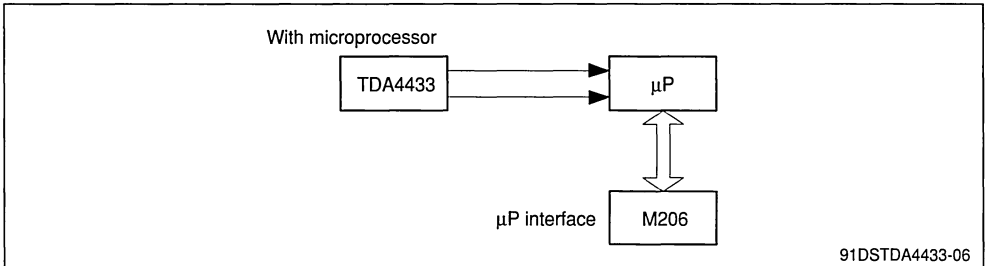 With microprocessor
TDA4433
μP
μP interface
M206
91DSTDA4433-06